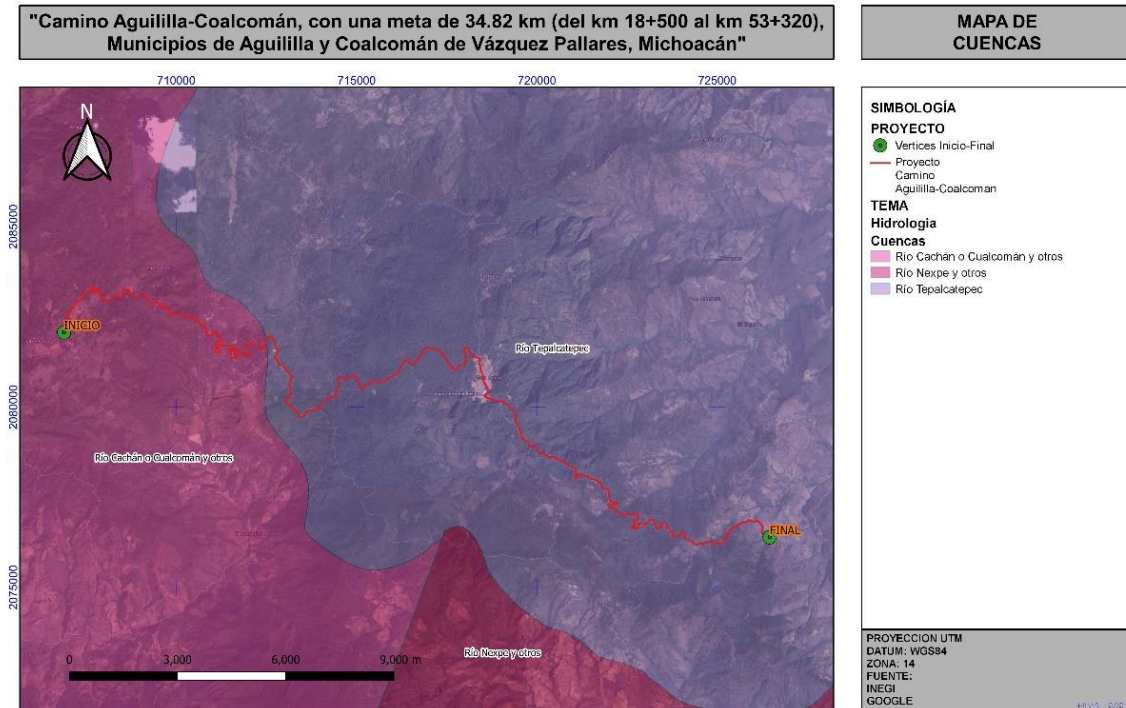 "Camino Aguililla-Coalcomán, con una meta de 34.82 km (del km 18+500 al km 53+320),
Municipios de Aguililla y Coalcomán de Vázquez Pallares, Michoacán"
MAPA DE
CUENCAS
710000
715000
720000
725000
N
2085000
2080000
2075000
INICIO
Río Tepalcatepec
Río Cachán o Cualcomán y otros
FINAL
Río Nexpe y otros
0
3,000
6,000
9,000 m
SIMBOLOGÍA
PROYECTO
Vertices Inicio-Final
Proyecto
Camino
Aguililla-Coalcoman
TEMA
Hidrologia
Cuencas
Río Cachán o Cualcomán y otros
Río Nexpe y otros
Río Tepalcatepec
PROYECCION UTM
DATUM: WGS84
ZONA: 14
FUENTE:
INEGI
GOOGLE